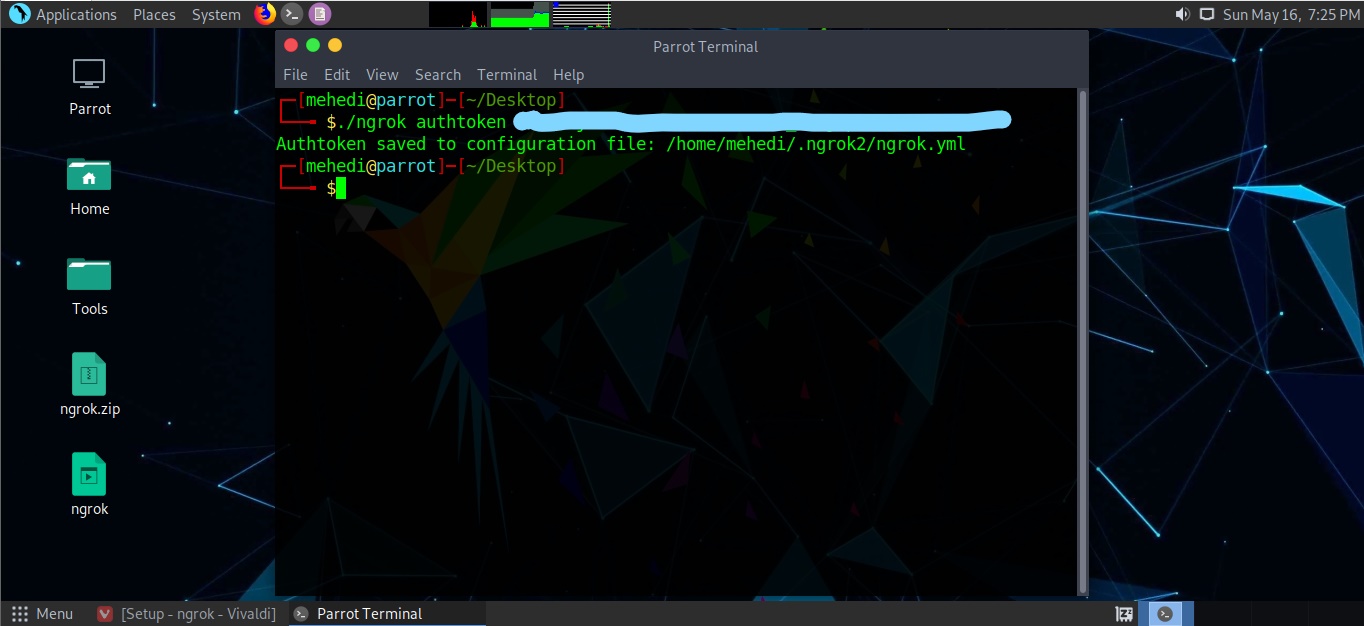 Applications Places System
Sun May 16, 7:25 PM
Parrot
Home
Tools
ngrok.zip
ngrok
Parrot Terminal
File Edit View Search Terminal Help
┌─[mehedi@parrot]─[~/Desktop]
└──╼ $./ngrok authtoken
Authtoken saved to configuration file: /home/mehedi/.ngrok2/ngrok.yml
┌─[mehedi@parrot]─[~/Desktop]
└──╼ $
Menu [Setup - ngrok - Vivaldi] Parrot Terminal